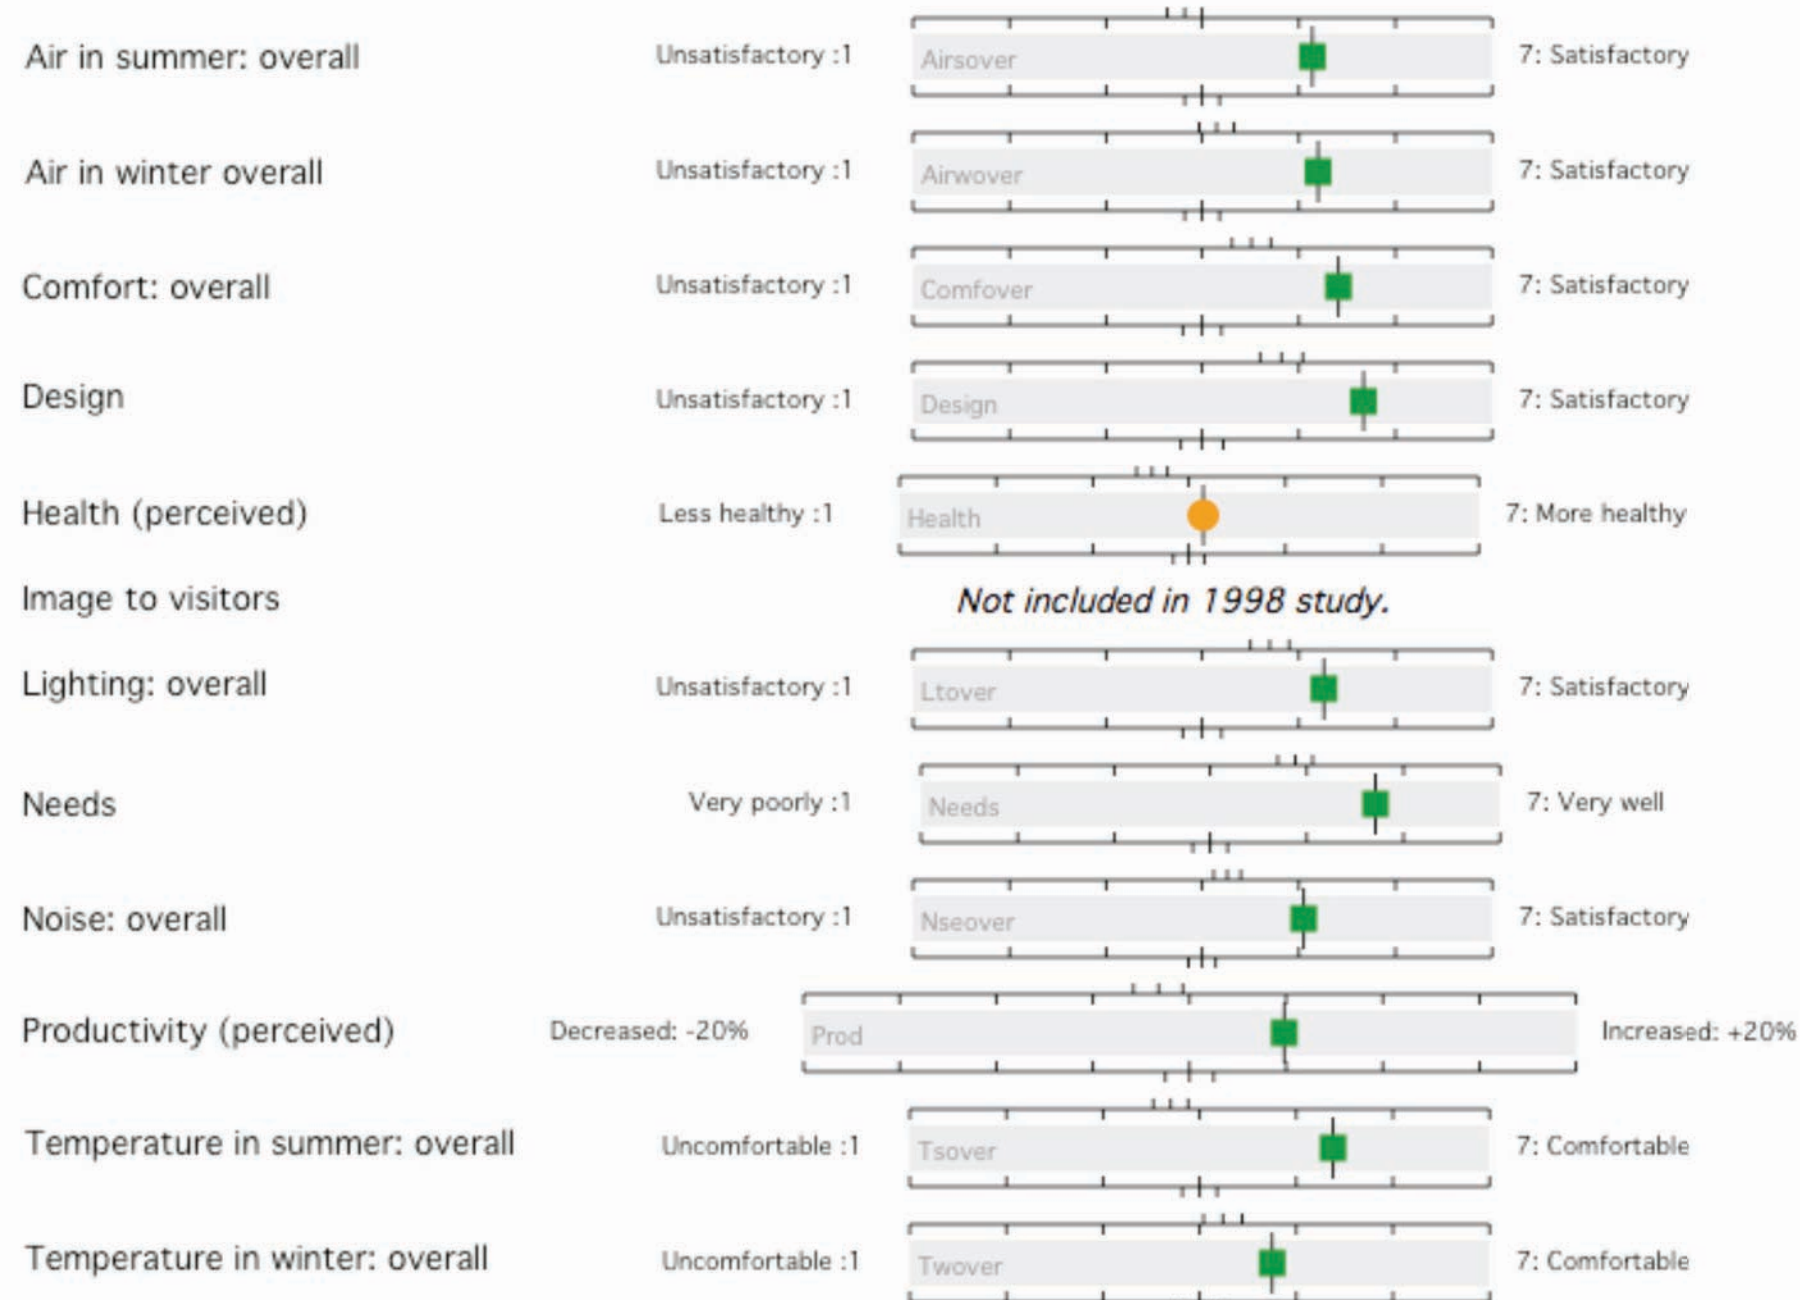 Air in summer: overall Unsatisfactory :1 Airsover 7: Satisfactory
Air in winter overall Unsatisfactory :1 Airwover 7: Satisfactory
Comfort: overall Unsatisfactory :1 Comfover 7: Satisfactory
Design Unsatisfactory :1 Design 7: Satisfactory
Health (perceived) Less healthy :1 Health 7: More healthy
Image to visitors Not included in 1998 study.
Lighting: overall Unsatisfactory :1 Ltover 7: Satisfactory
Needs Very poorly :1 Needs 7: Very well
Noise: overall Unsatisfactory :1 Nseover 7: Satisfactory
Productivity (perceived) Decreased: -20% Prod Increased: +20%
Temperature in summer: overall Uncomfortable :1 Tsover 7: Comfortable
Temperature in winter: overall Uncomfortable :1 Twover 7: Comfortable